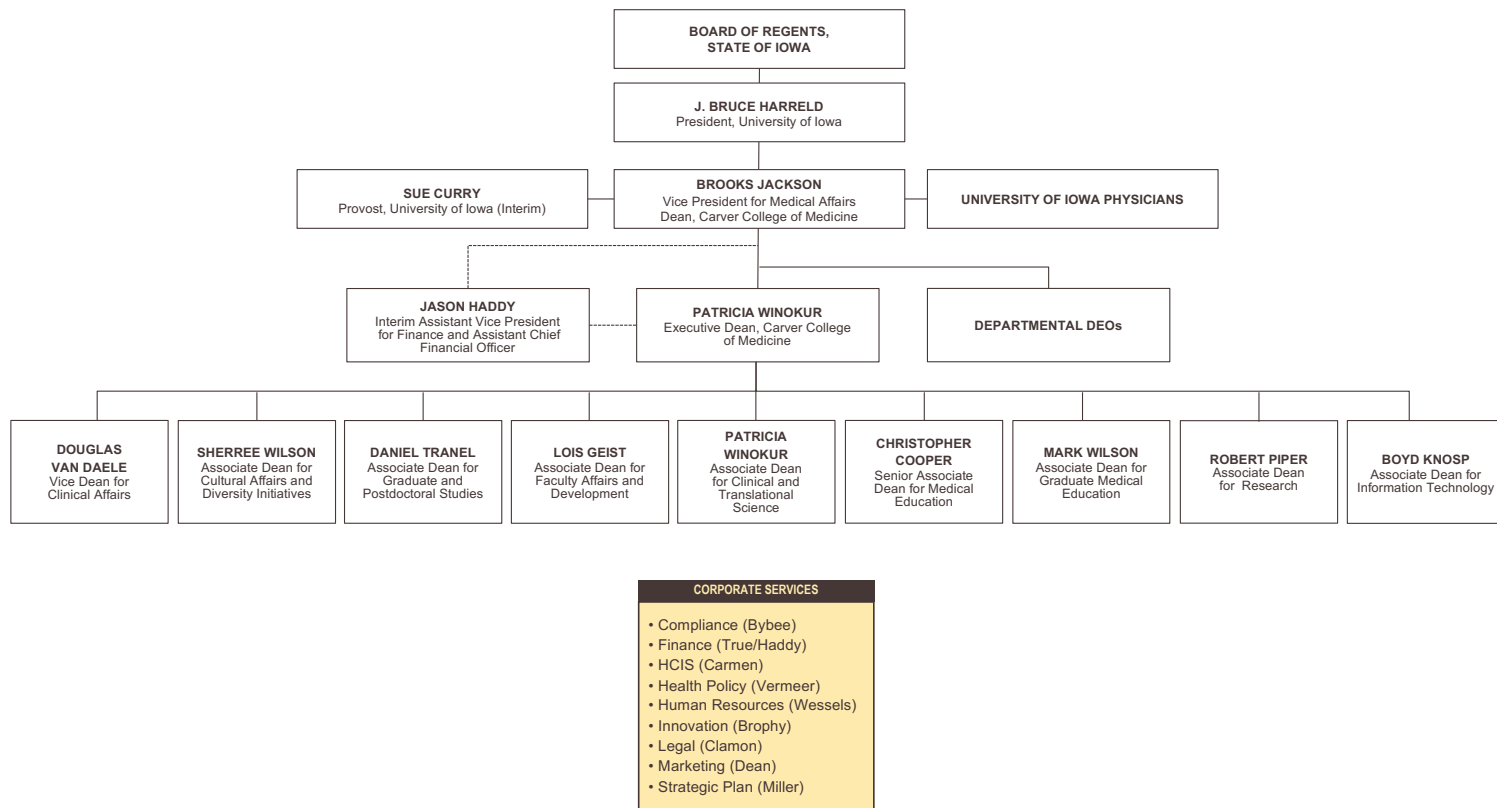 BOARD OF REGENTS,
STATE OF IOWA
J. BRUCE HARRELD
President, University of Iowa
SUE CURRY
Provost, University of Iowa (Interim)
BROOKS JACKSON
Vice President for Medical Affairs
Dean, Carver College of Medicine
UNIVERSITY OF IOWA PHYSICIANS
JASON HADDY
Interim Assistant Vice President
for Finance and Assistant Chief
Financial Officer
PATRICIA WINOKUR
Executive Dean, Carver College
of Medicine
DEPARTMENTAL DEOs
DOUGLAS
VAN DAELE
Vice Dean for
Clinical Affairs
SHERREE WILSON
Associate Dean for
Cultural Affairs and
Diversity Initiatives
DANIEL TRANEL
Associate Dean for
Graduate and
Postdoctoral Studies
LOIS GEIST
Associate Dean for
Faculty Affairs and
Development
PATRICIA
WINOKUR
Associate Dean
for Clinical and
Translational
Science
CHRISTOPHER
COOPER
Senior Associate
Dean for Medical
Education
MARK WILSON
Associate Dean for
Graduate Medical
Education
ROBERT PIPER
Associate Dean
for Research
BOYD KNOSP
Associate Dean for
Information Technology
CORPORATE SERVICES
• Compliance (Bybee)
• Finance (True/Haddy)
• HCIS (Carmen)
• Health Policy (Vermeer)
• Human Resources (Wessels)
• Innovation (Brophy)
• Legal (Clamon)
• Marketing (Dean)
• Strategic Plan (Miller)